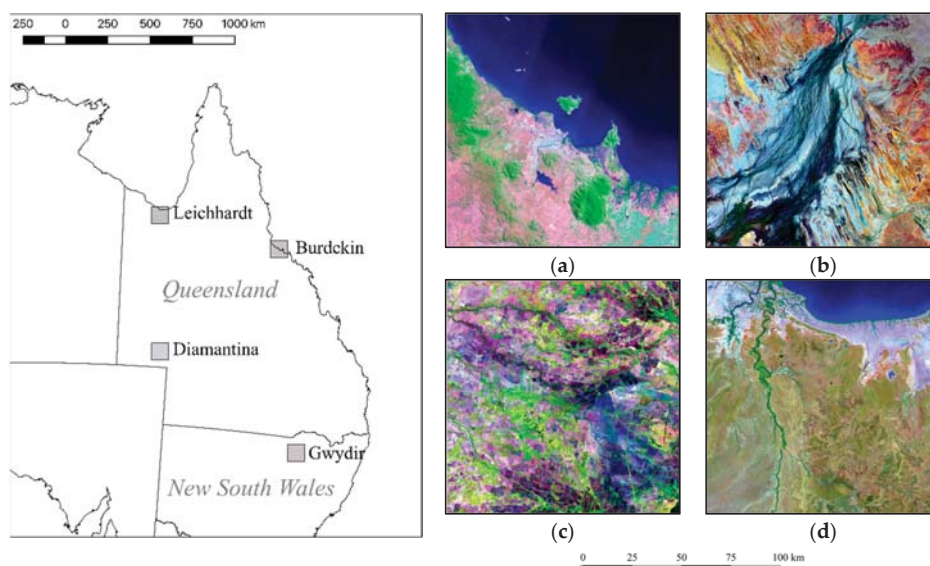 250 0 250 500 750 1000 km
Leichhardt
Burdckin
Queensland
Diamantina
Gwydir
New South Wales
(a)
(b)
(c)
(d)
0 25 50 75 100 km